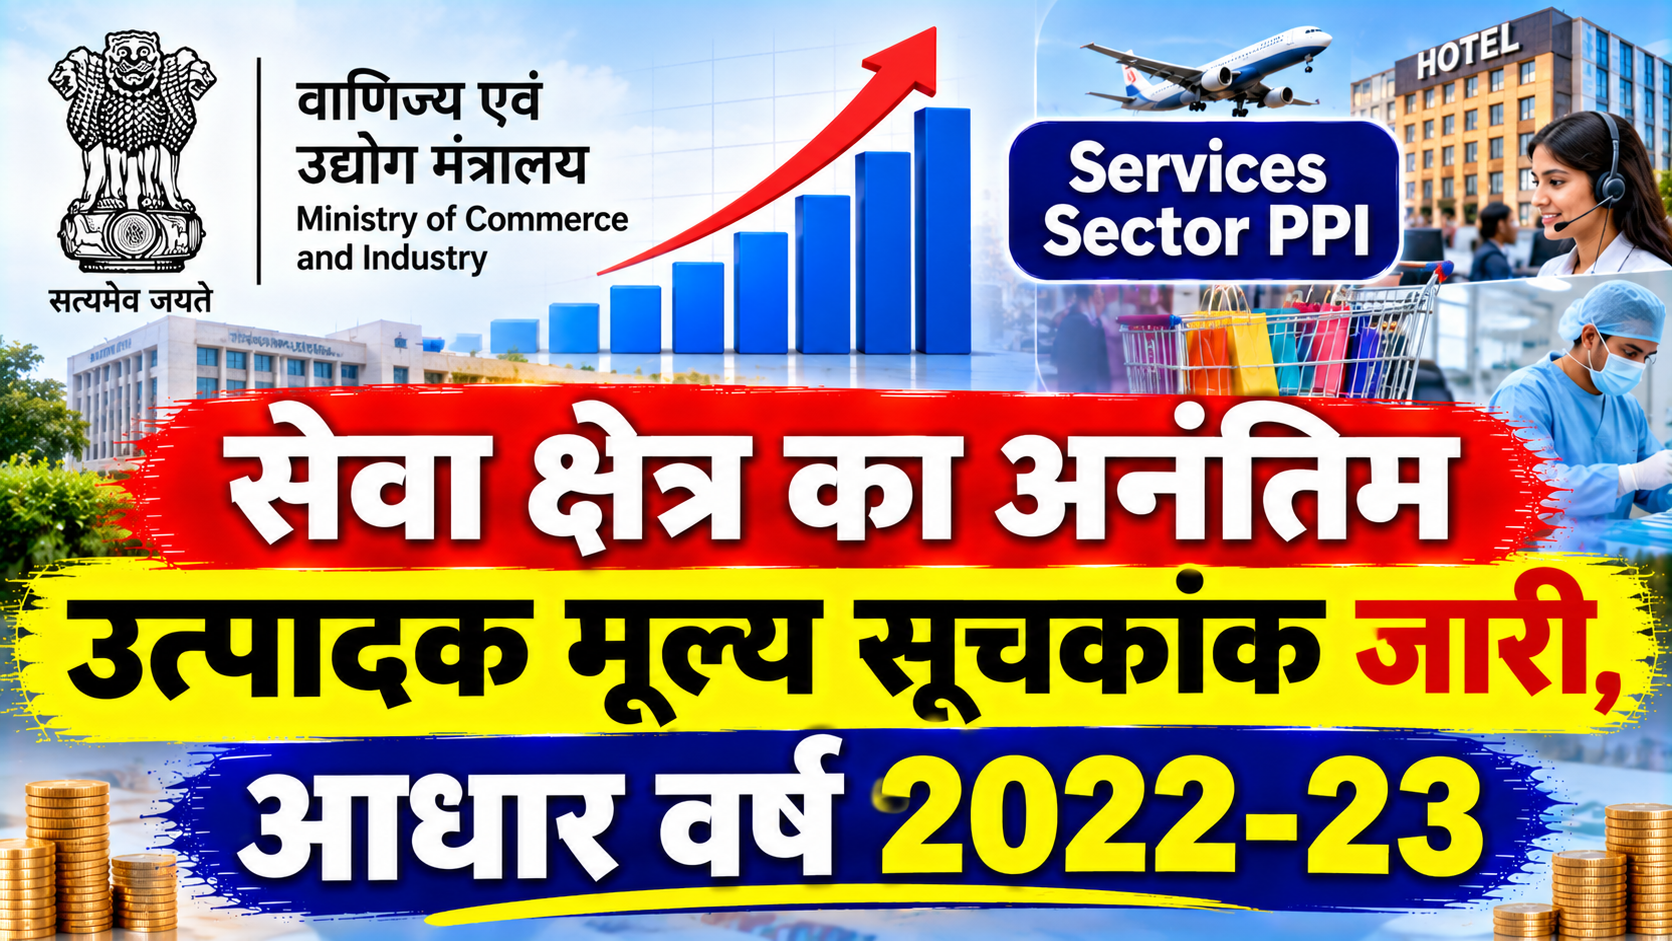 सत्यमेव जयते
वाणिज्य एवं
उद्योग मंत्रालय
Ministry of Commerce
and Industry
HOTEL
Services
Sector PPI
सेवा क्षेत्र का अनंतिम
उत्पादक मूल्य सूचकांक जारी,
आधार वर्ष 2022-23